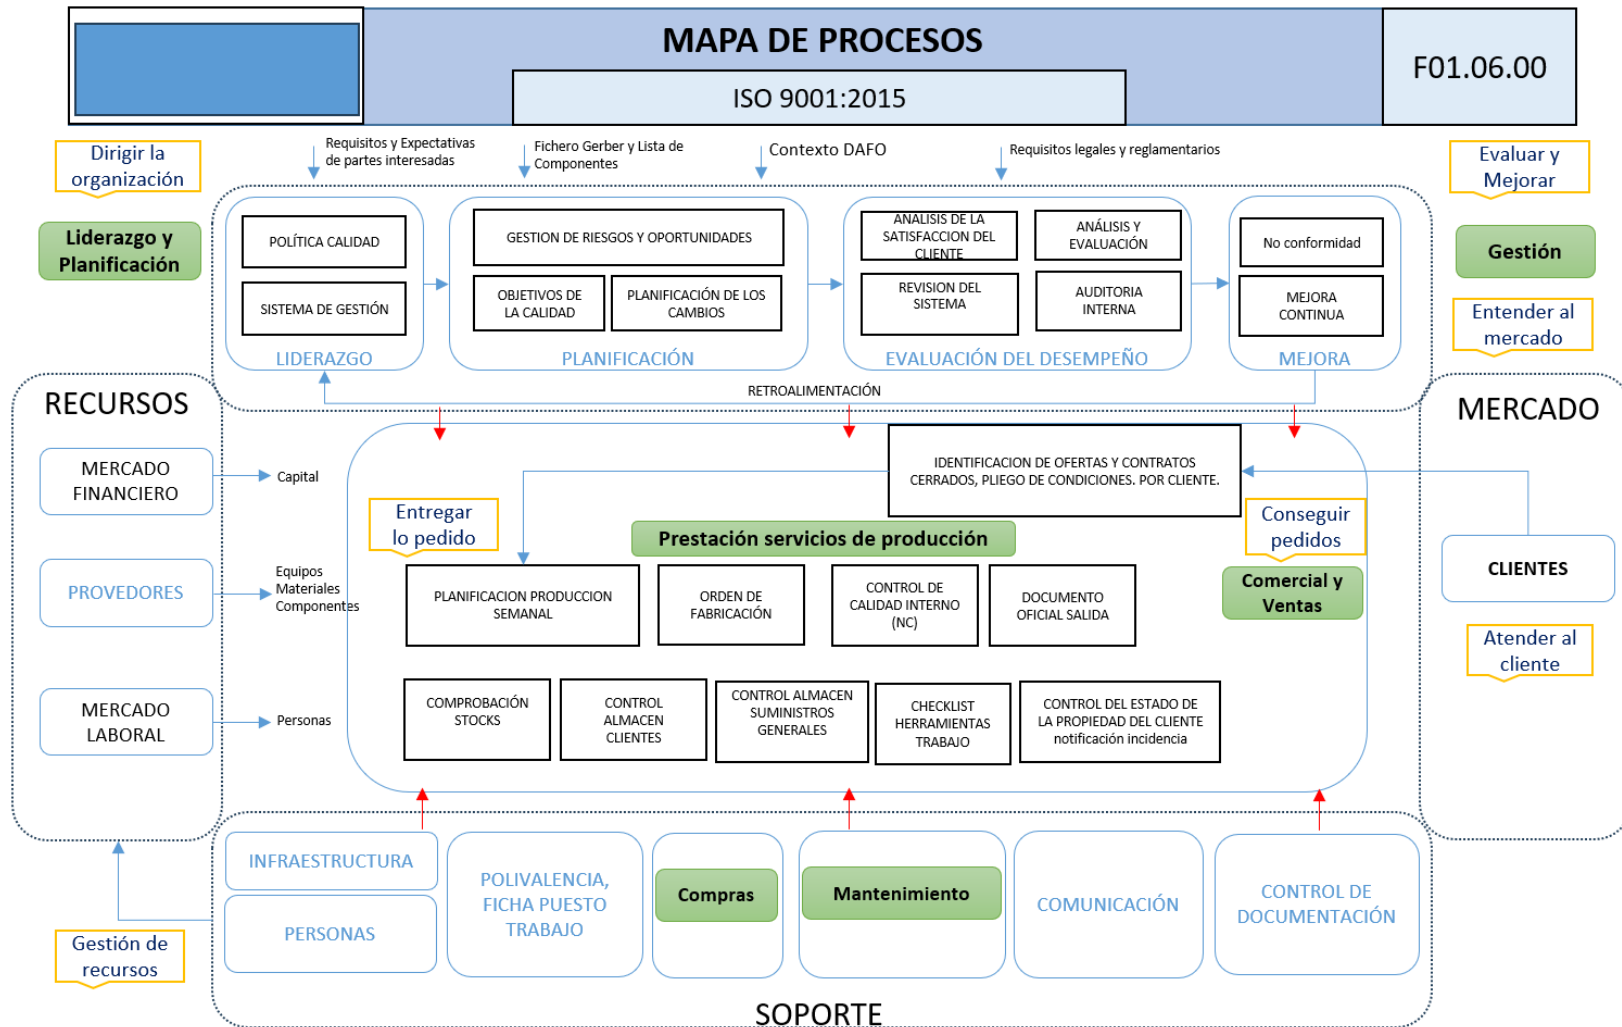 MAPA DE PROCESOS
ISO 9001:2015
F01.06.00
Dirigir la
organización
Requisitos y Expectativas
de partes interesadas
Fichero Gerber y Lista de
Componentes
Contexto DAFO
Requisitos legales y reglamentarios
Evaluar y
Mejorar
Liderazgo y
Planificación
POLÍTICA CALIDAD
SISTEMA DE GESTIÓN
LIDERAZGO
GESTION DE RIESGOS Y OPORTUNIDADES
OBJETIVOS DE
LA CALIDAD
PLANIFICACIÓN DE LOS
CAMBIOS
PLANIFICACIÓN
ANALISIS DE LA
SATISFACCION DEL
CLIENTE
ANÁLISIS Y
EVALUACIÓN
REVISION DEL
SISTEMA
AUDITORIA
INTERNA
EVALUACIÓN DEL DESEMPEÑO
No conformidad
MEJORA
CONTINUA
MEJORA
Gestión
Entender al
mercado
RETROALIMENTACIÓN
RECURSOS
MERCADO
FINANCIERO
Capital
PROVEDORES
Equipos
Materiales
Componentes
MERCADO
LABORAL
Personas
IDENTIFICACION DE OFERTAS Y CONTRATOS
CERRADOS, PLIEGO DE CONDICIONES. POR CLIENTE.
Entregar
lo pedido
Prestación servicios de producción
Conseguir
pedidos
Comercial y
Ventas
PLANIFICACION PRODUCCION
SEMANAL
ORDEN DE
FABRICACIÓN
CONTROL DE
CALIDAD INTERNO
(NC)
DOCUMENTO
OFICIAL SALIDA
COMPROBACIÓN
STOCKS
CONTROL
ALMACEN
CLIENTES
CONTROL ALMACEN
SUMINISTROS
GENERALES
CHECKLIST
HERRAMIENTAS
TRABAJO
CONTROL DEL ESTADO DE
LA PROPIEDAD DEL CLIENTE
notificación incidencia
MERCADO
CLIENTES
Atender al
cliente
INFRAESTRUCTURA
PERSONAS
POLIVALENCIA,
FICHA PUESTO
TRABAJO
Compras
Mantenimiento
COMUNICACIÓN
CONTROL DE
DOCUMENTACIÓN
Gestión de
recursos
SOPORTE